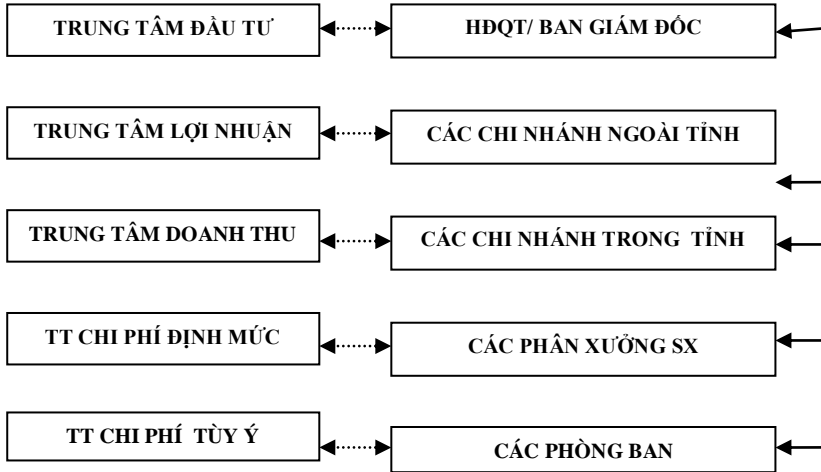 TRUNG TÂM ĐẦU TƯ
HĐQT/ BAN GIÁM ĐỐC
TRUNG TÂM LỢI NHUẬN
CÁC CHI NHÁNH NGOÀI TỈNH
TRUNG TÂM DOANH THU
CÁC CHI NHÁNH TRONG TỈNH
TT CHI PHÍ ĐỊNH MỨC
CÁC PHÂN XƯỞNG SX
TT CHI PHÍ TÙY Ý
CÁC PHÒNG BAN